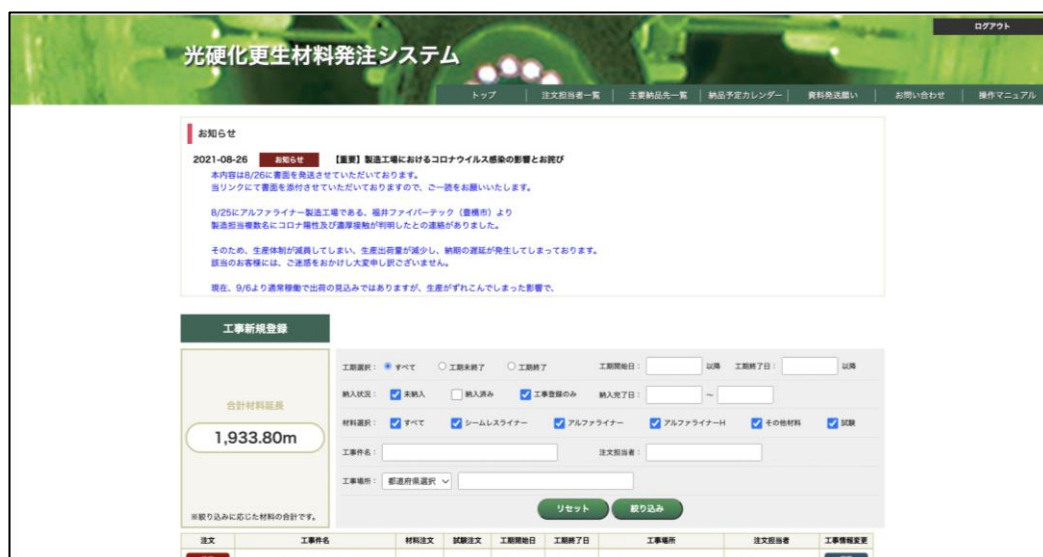 ログアウト
光硬化更生材料発注システム
トップ 注文担当者一覧 主要納品先一覧 納品予定カレンダー 資料発送願い お問い合わせ 操作マニュアル
お知らせ
2021-08-26 お知らせ 【重要】製造工場におけるコロナウイルス感染の影響とお詫び
本内容は8/26に書面を発送させていただいております。
当リンクにて書面を添付させていただいておりますので、ご一読をお願いいたします。
8/25にアルファライナー製造工場である、福井ファイバーテック（豊橋市）より
製造担当複数名にコロナ陽性及び濃厚接触が判明したとの連絡がありました。
そのため、生産体制が減員してしまい、生産出荷量が減少し、納期の遅延が発生してしまっております。
該当のお客様には、ご迷惑をおかけし大変申し訳ございません。
現在、9/6より通常稼働で出荷の見込みではありますが、生産がずれこんでしまった影響で、
工事新規登録
合計材料延長
1,933.80m
※絞り込みに応じた材料の合計です。
工期選択： すべて 工期未終了 工期終了 工期開始日： 以降 工期終了日： 以降
納入状況： 未納入 納入済み 工事登録のみ 納入完了日： ～
材料選択： すべて シームレスライナー アルファライナー アルファライナーH その他材料 試験
工事件名： 注文担当者：
工事場所： 都道府県選択
リセット 絞り込み
注文 工事件名 材料注文 試験注文 工期開始日 工期終了日 工事場所 注文担当者 工事情報変更